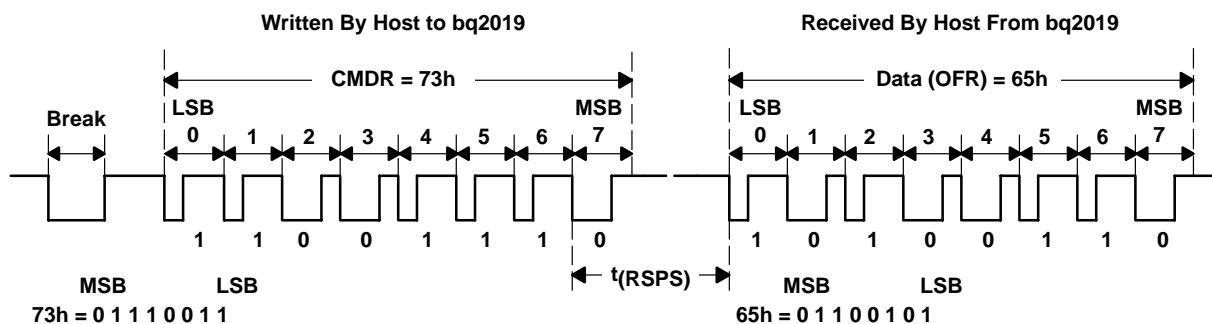 Written By Host to bq2019 Received By Host From bq2019
CMDR = 73h Data (OFR) = 65h
Break LSB MSB LSB MSB
0 1 2 3 4 5 6 7 0 1 2 3 4 5 6 7
1 1 0 0 1 1 1 0 1 0 1 0 0 1 1 0
t(RSPS)
MSB LSB MSB LSB
73h = 0 1 1 1 0 0 1 1 65h = 0 1 1 0 0 1 0 1